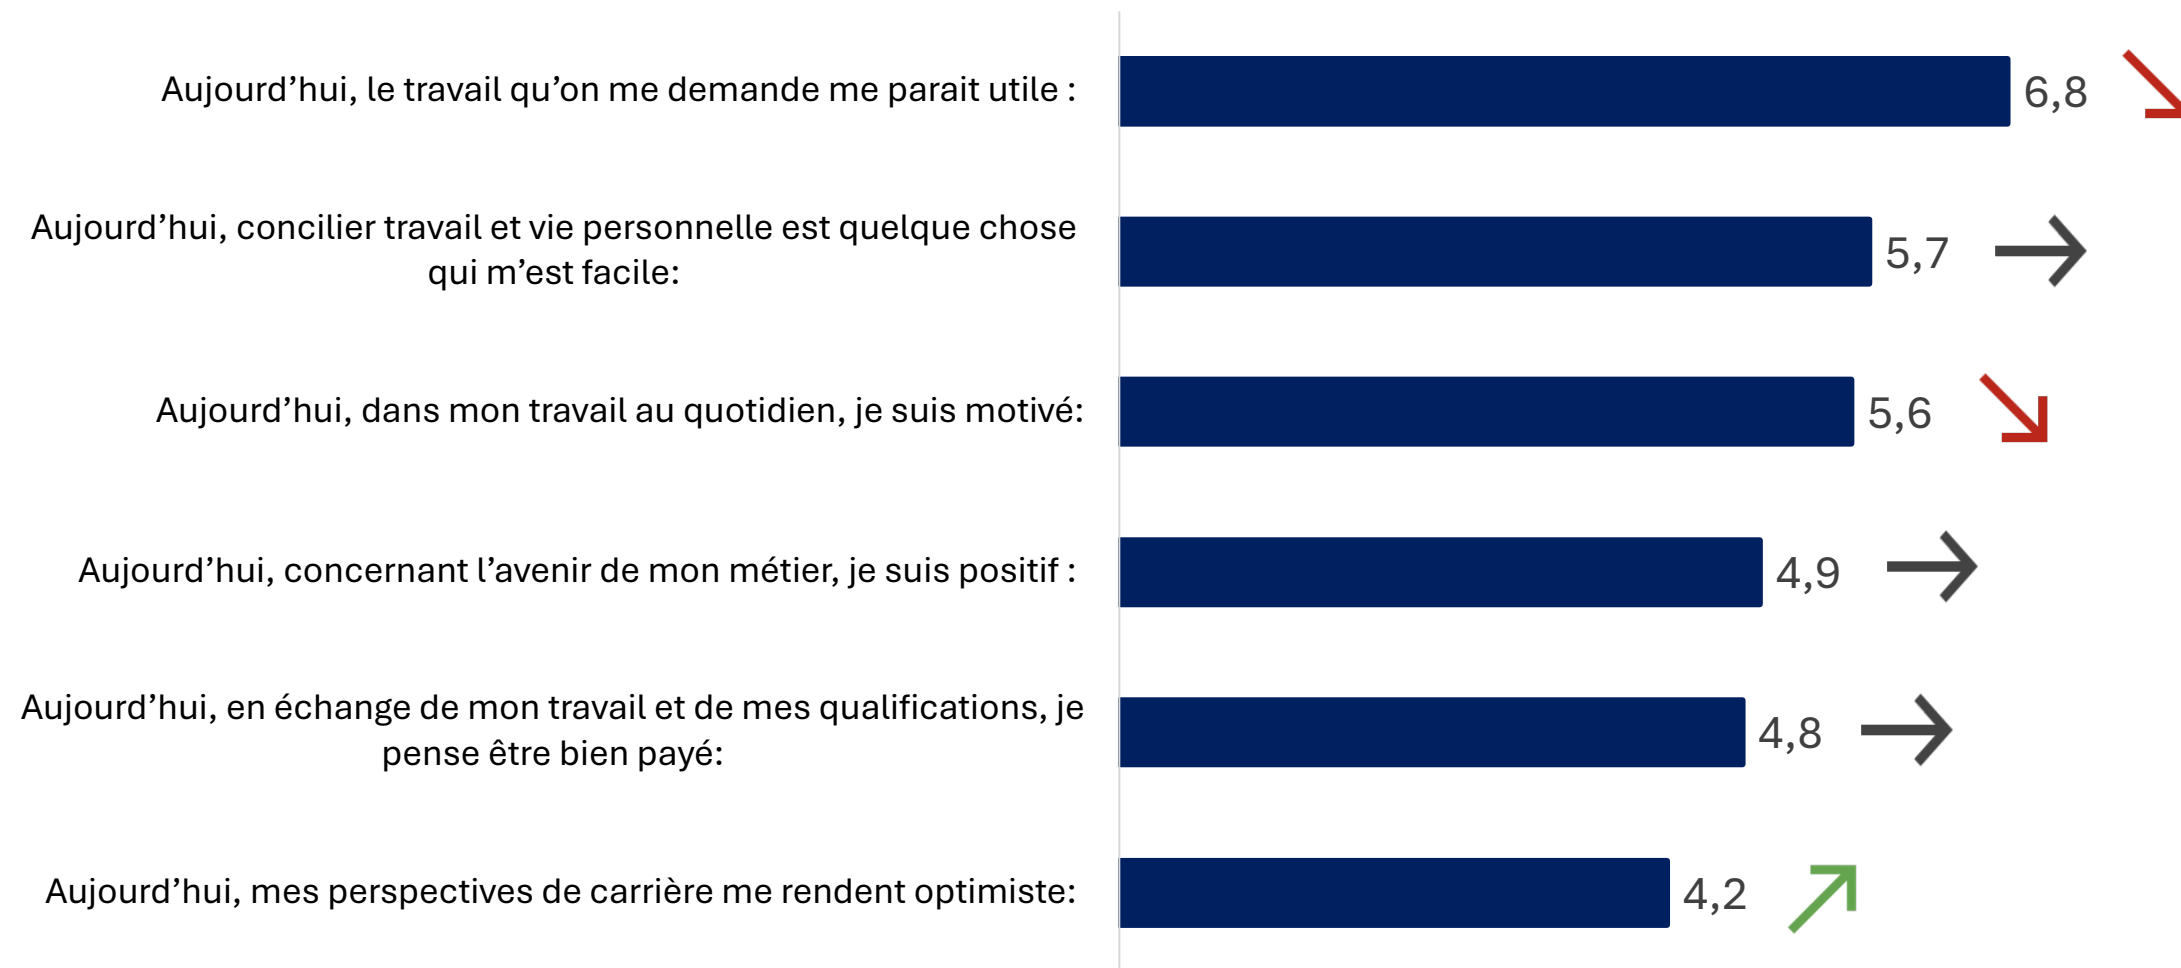 Aujourd’hui, le travail qu’on me demande me parait utile :
6,8
Aujourd’hui, concilier travail et vie personnelle est quelque chose
qui m’est facile:
5,7
Aujourd’hui, dans mon travail au quotidien, je suis motivé:
5,6
Aujourd’hui, concernant l’avenir de mon métier, je suis positif :
4,9
Aujourd’hui, en échange de mon travail et de mes qualifications, je
pense être bien payé:
4,8
Aujourd’hui, mes perspectives de carrière me rendent optimiste:
4,2